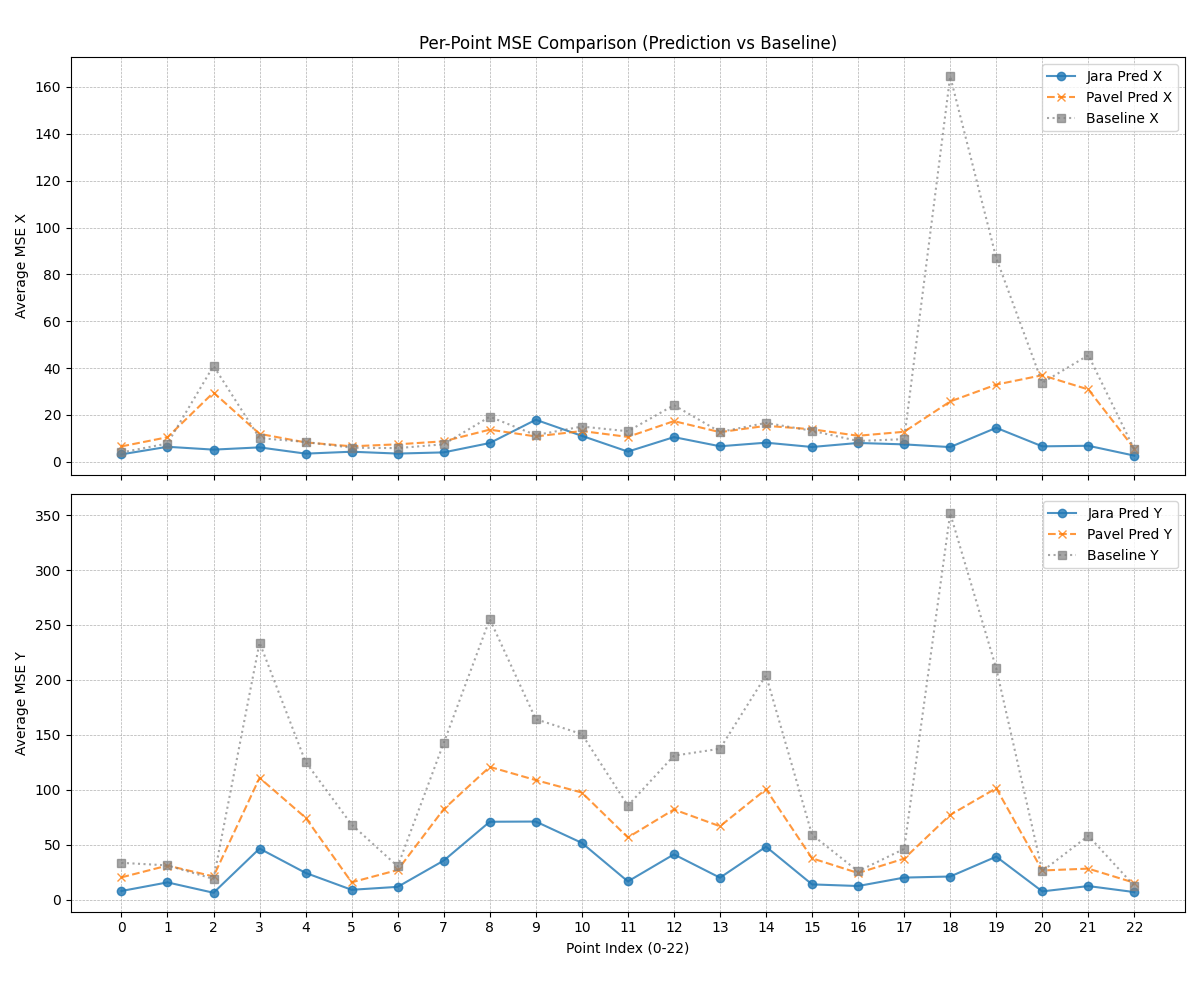 Per-Point MSE Comparison (Prediction vs Baseline)
Jara Pred X
Pavel Pred X
Baseline X
160
140
120
100
80
60
40
20
0
Average MSE X
Jara Pred Y
Pavel Pred Y
Baseline Y
350
300
250
200
150
100
50
0
Average MSE Y
0 1 2 3 4 5 6 7 8 9 10 11 12 13 14 15 16 17 18 19 20 21 22
Point Index (0-22)